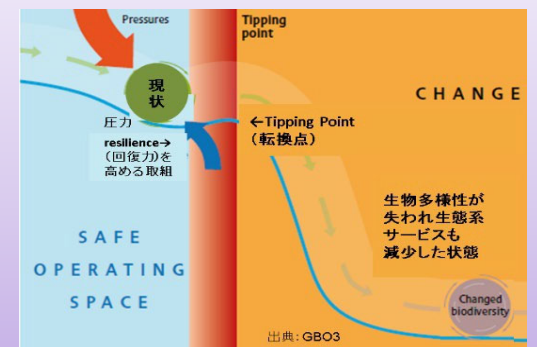 Pressures
Tipping
point
現
状
CHANGE
圧力
←Tipping Point
(転換点)
resilience→
(回復力)を
高める取組
生物多様性が
失われ生態系
サービスも
減少した状態
SAFE
OPERATING
SPACE
Changed
biodiversity
出典: GBO3